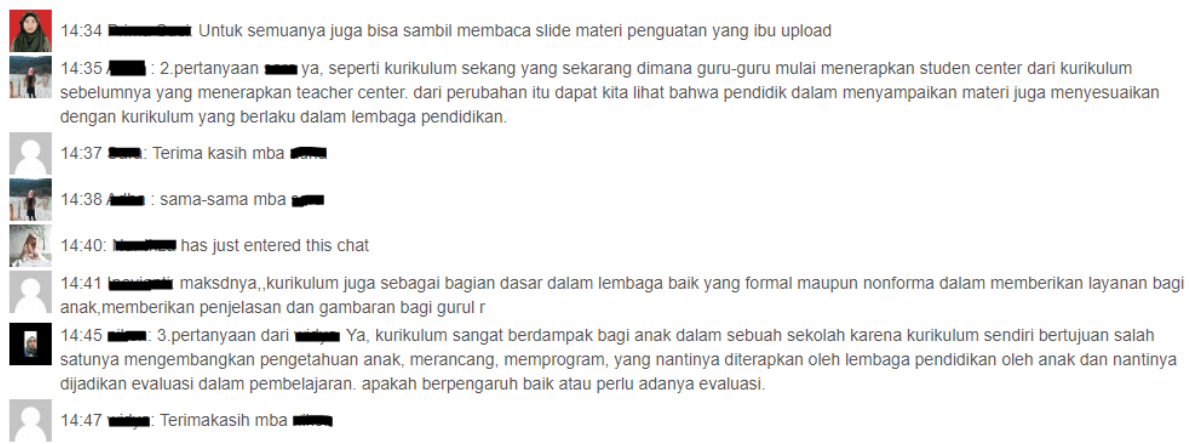 14:34 Untuk semuanya juga bisa sambil membaca slide materi penguatan yang ibu upload
14:35 : 2.pertanyaan ya, seperti kurikulum sekang yang sekarang dimana guru-guru mulai menerapkan studen center dari kurikulum
sebelumnya yang menerapkan teacher center. dari perubahan itu dapat kita lihat bahwa pendidik dalam menyampaikan materi juga menyesuaikan
dengan kurikulum yang berlaku dalam lembaga pendidikan.
14:37 : Terima kasih mba
14:38 : sama-sama mba
14:40: has just entered this chat
14:41 maksdnya,,kurikulum juga sebagai bagian dasar dalam lembaga baik yang formal maupun nonforma dalam memberikan layanan bagi
anak,memberikan penjelasan dan gambaran bagi gurul r
14:45 : 3.pertanyaan dari Ya, kurikulum sangat berdampak bagi anak dalam sebuah sekolah karena kurikulum sendiri bertujuan salah
satunya mengembangkan pengetahuan anak, merancang, memprogram, yang nantinya diterapkan oleh lembaga pendidikan oleh anak dan nantinya
dijadikan evaluasi dalam pembelajaran. apakah berpengaruh baik atau perlu adanya evaluasi.
14:47 : Terimakasih mba